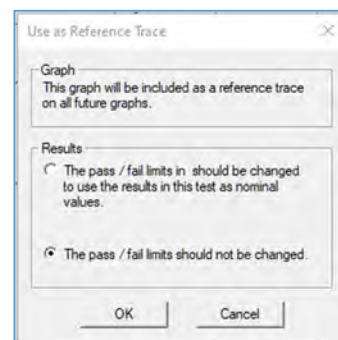 Use as Reference Trace
Graph
This graph will be included as a reference trace
on all future graphs.
Results
The pass / fail limits in should be changed
to use the results in this test as nominal
values.
The pass / fail limits should not be changed.
OK
Cancel